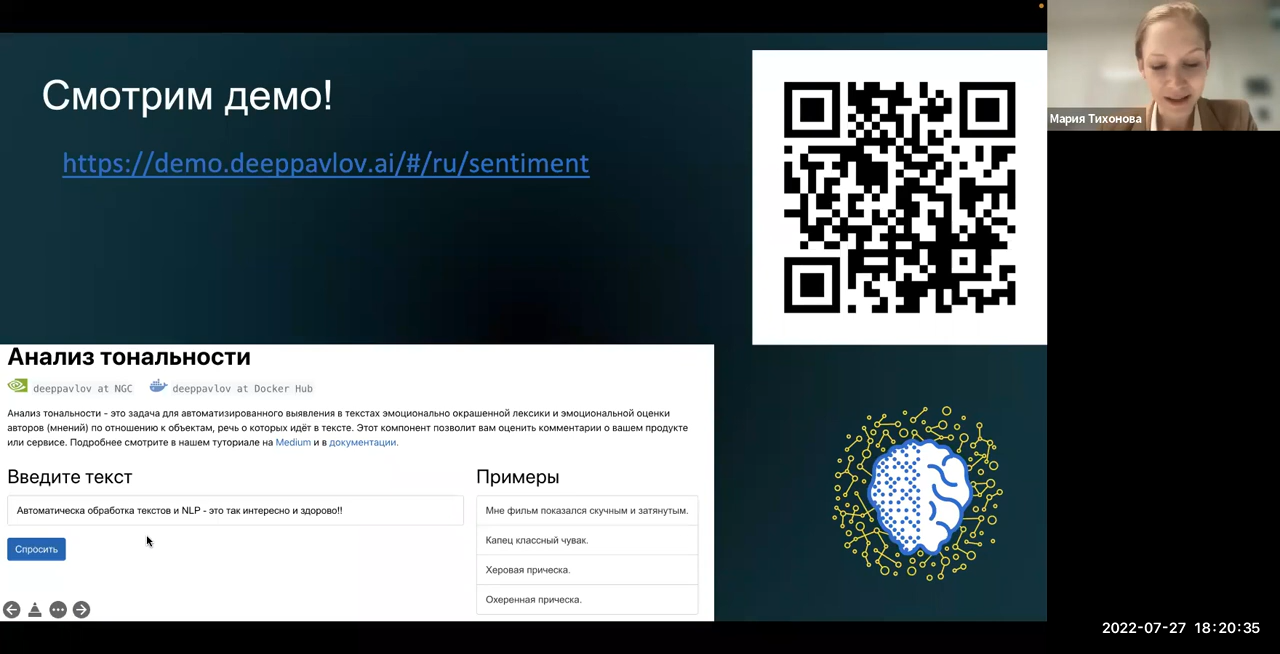 Смотрим демо!
https://demo.deeppavlov.ai/#/ru/sentiment
Мария Тихонова
Анализ тональности
deeppavlov at NGC deeppavlov at Docker Hub
Анализ тональности - это задача для автоматизированного выявления в текстах эмоционально окрашенной лексики и эмоциональной оценки
авторов (мнений) по отношению к объектам, речь о которых идёт в тексте. Этот компонент позволит вам оценить комментарии о вашем продукте
или сервисе. Подробнее смотрите в нашем туториале на Medium и в документации.
Введите текст
Автоматическа обработка текстов и NLP - это так интересно и здорово!!
Спросить
Примеры
Мне фильм показался скучным и затянутым.
Капец классный чувак.
Херовая прическа.
Охеренная прическа.
2022-07-27 18:20:35